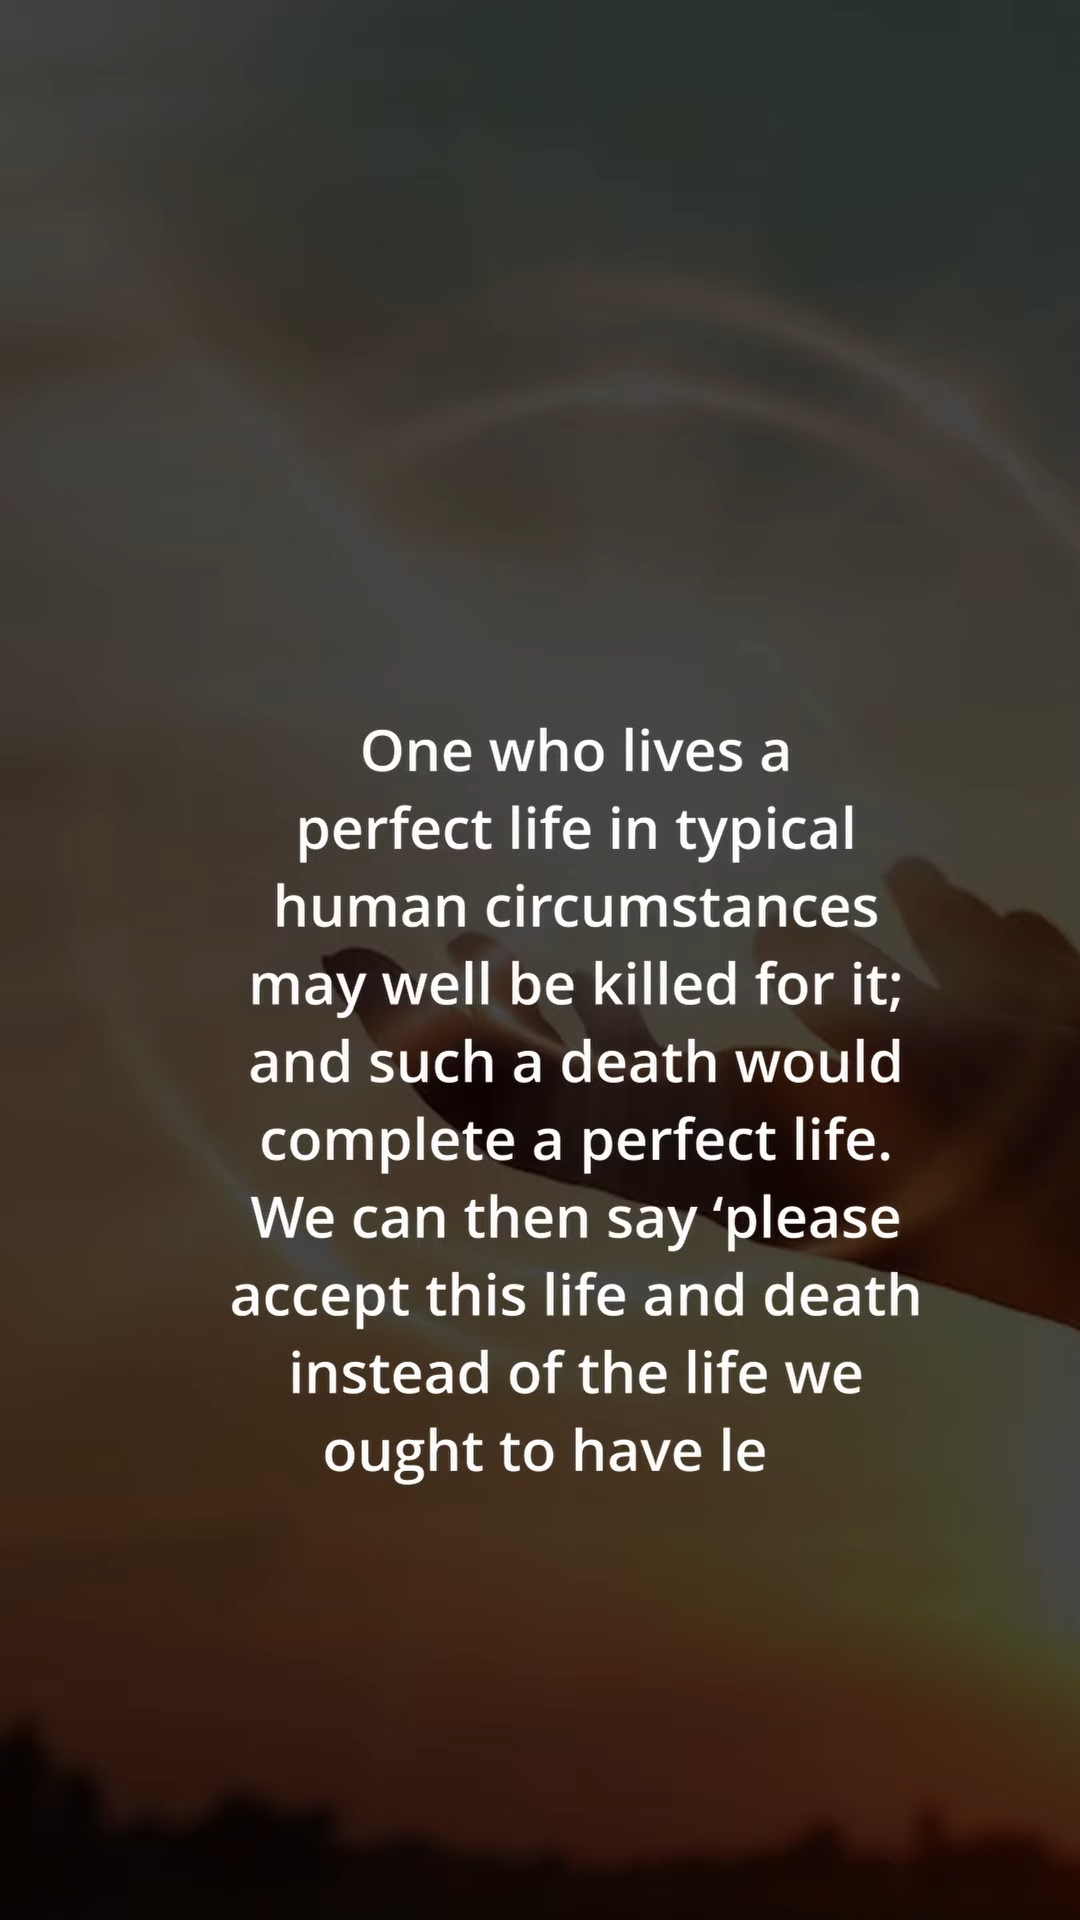 One who lives a
perfect life in typical
human circumstances
may well be killed for it;
and such a death would
complete a perfect life.
We can then say ‘please
accept this life and death
instead of the life we
ought to have le